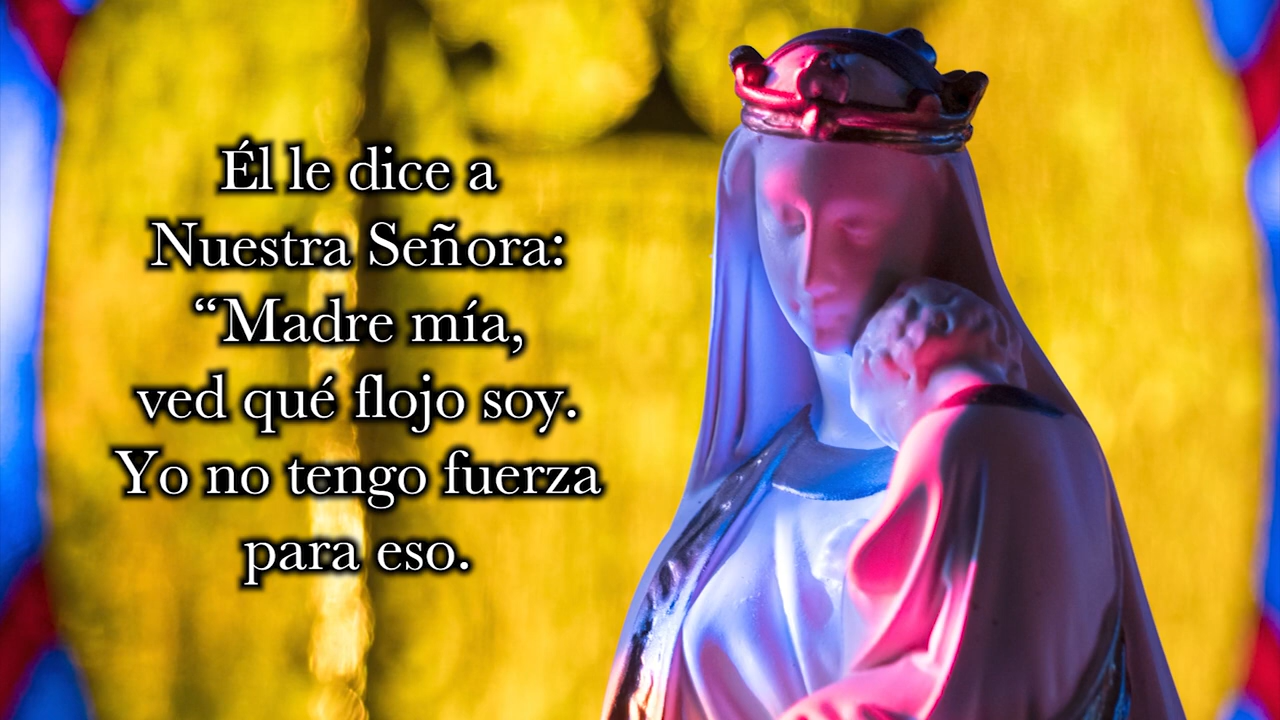 Él le dice a
Nuestra Señora:
“Madre mía,
ved qué flojo soy.
Yo no tengo fuerza
para eso.